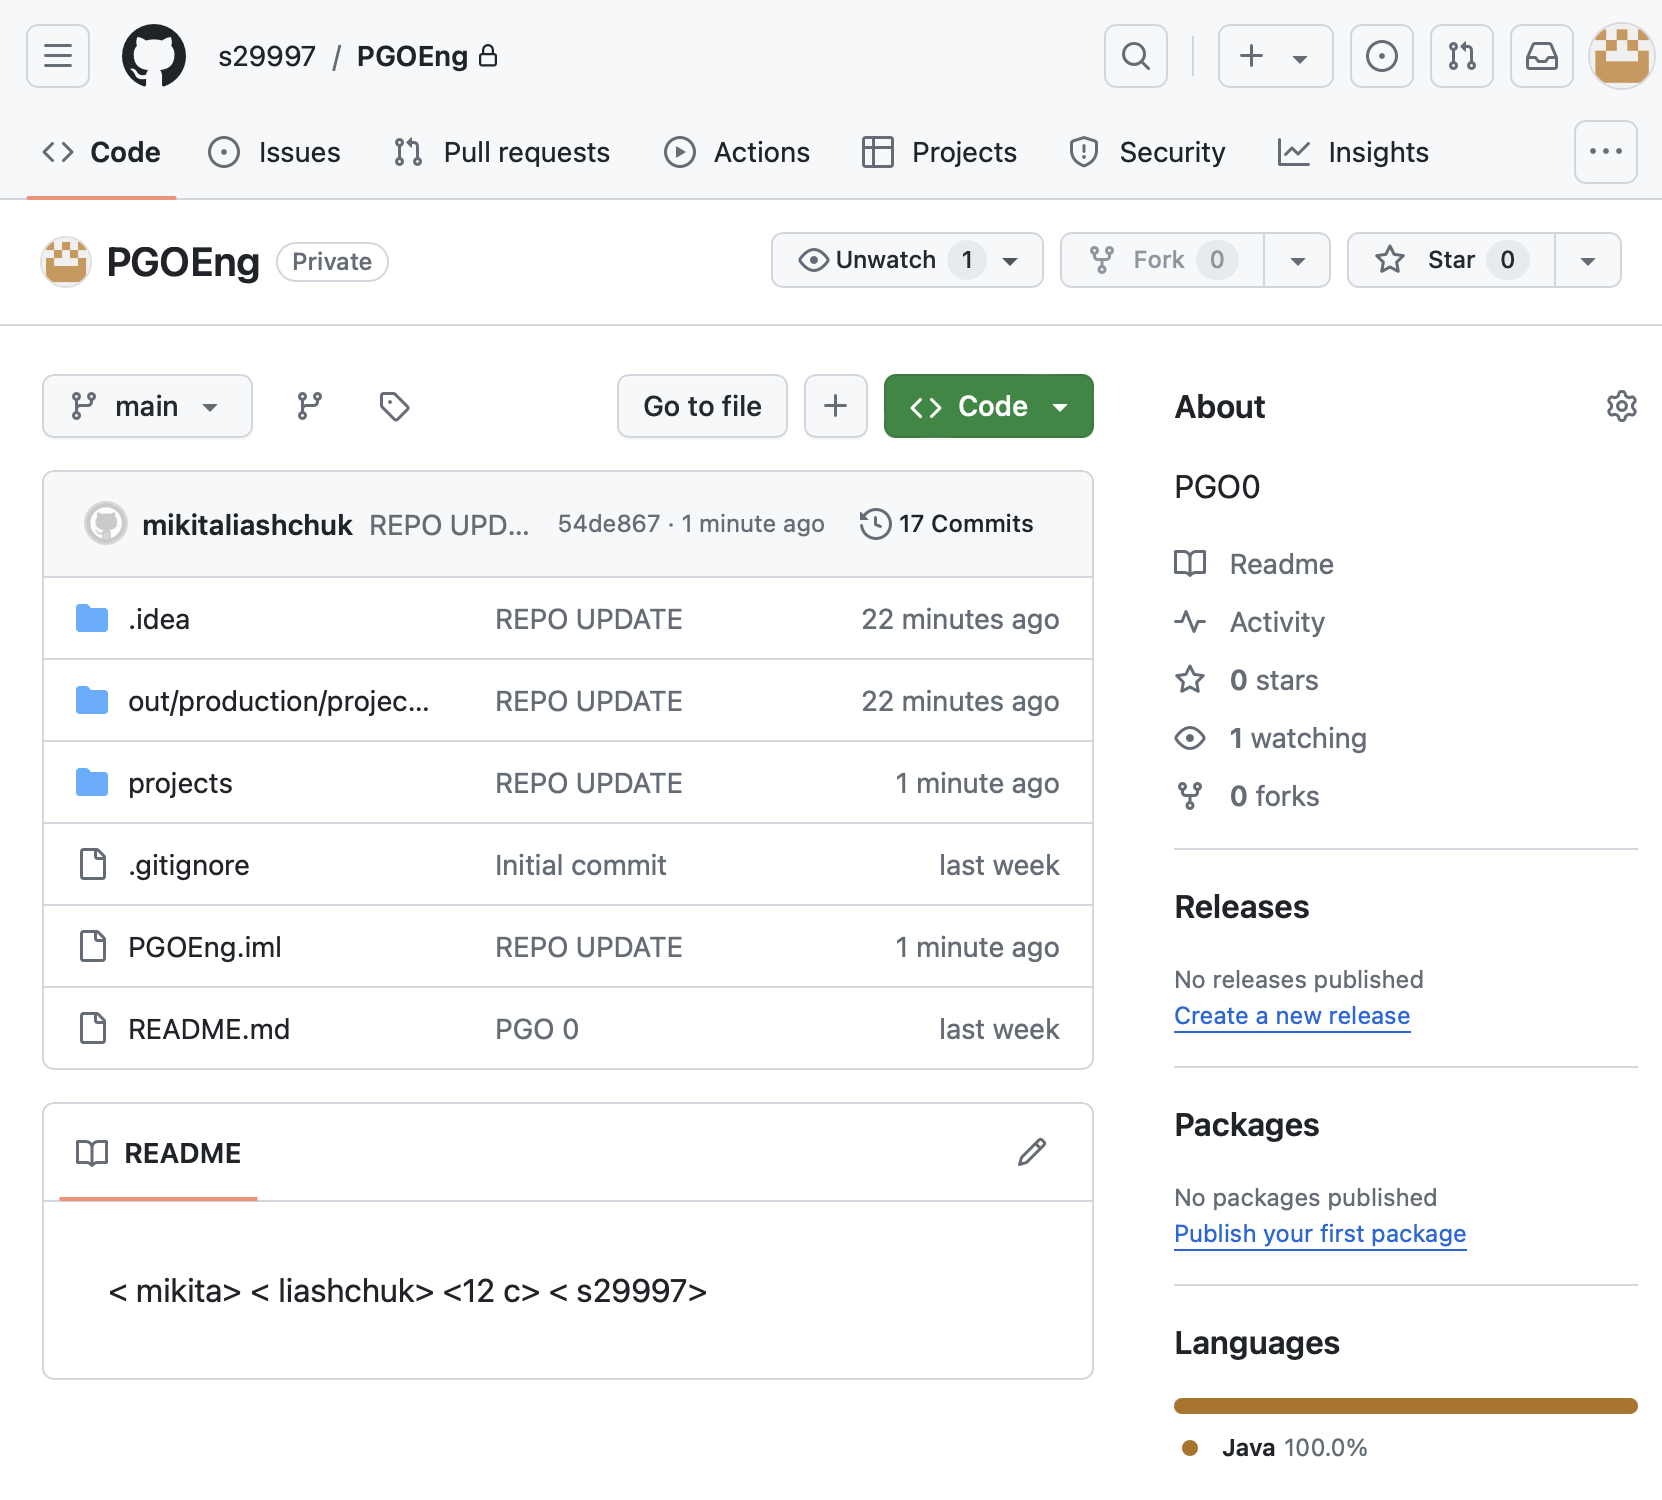 s29997 / PGOEng
Code Issues Pull requests Actions Projects Security Insights
PGOEng Private Unwatch 1 Fork 0 Star 0
main Go to file Code
mikitaliashchuk REPO UPD... 54de867 · 1 minute ago 17 Commits
.idea REPO UPDATE 22 minutes ago
out/production/projec... REPO UPDATE 22 minutes ago
projects REPO UPDATE 1 minute ago
.gitignore Initial commit last week
PGOEng.iml REPO UPDATE 1 minute ago
README.md PGO 0 last week
README
< mikita> < liashchuk> <12 c> < s29997>
About
PGO0
Readme
Activity
0 stars
1 watching
0 forks
Releases
No releases published
Create a new release
Packages
No packages published
Publish your first package
Languages
Java 100.0%